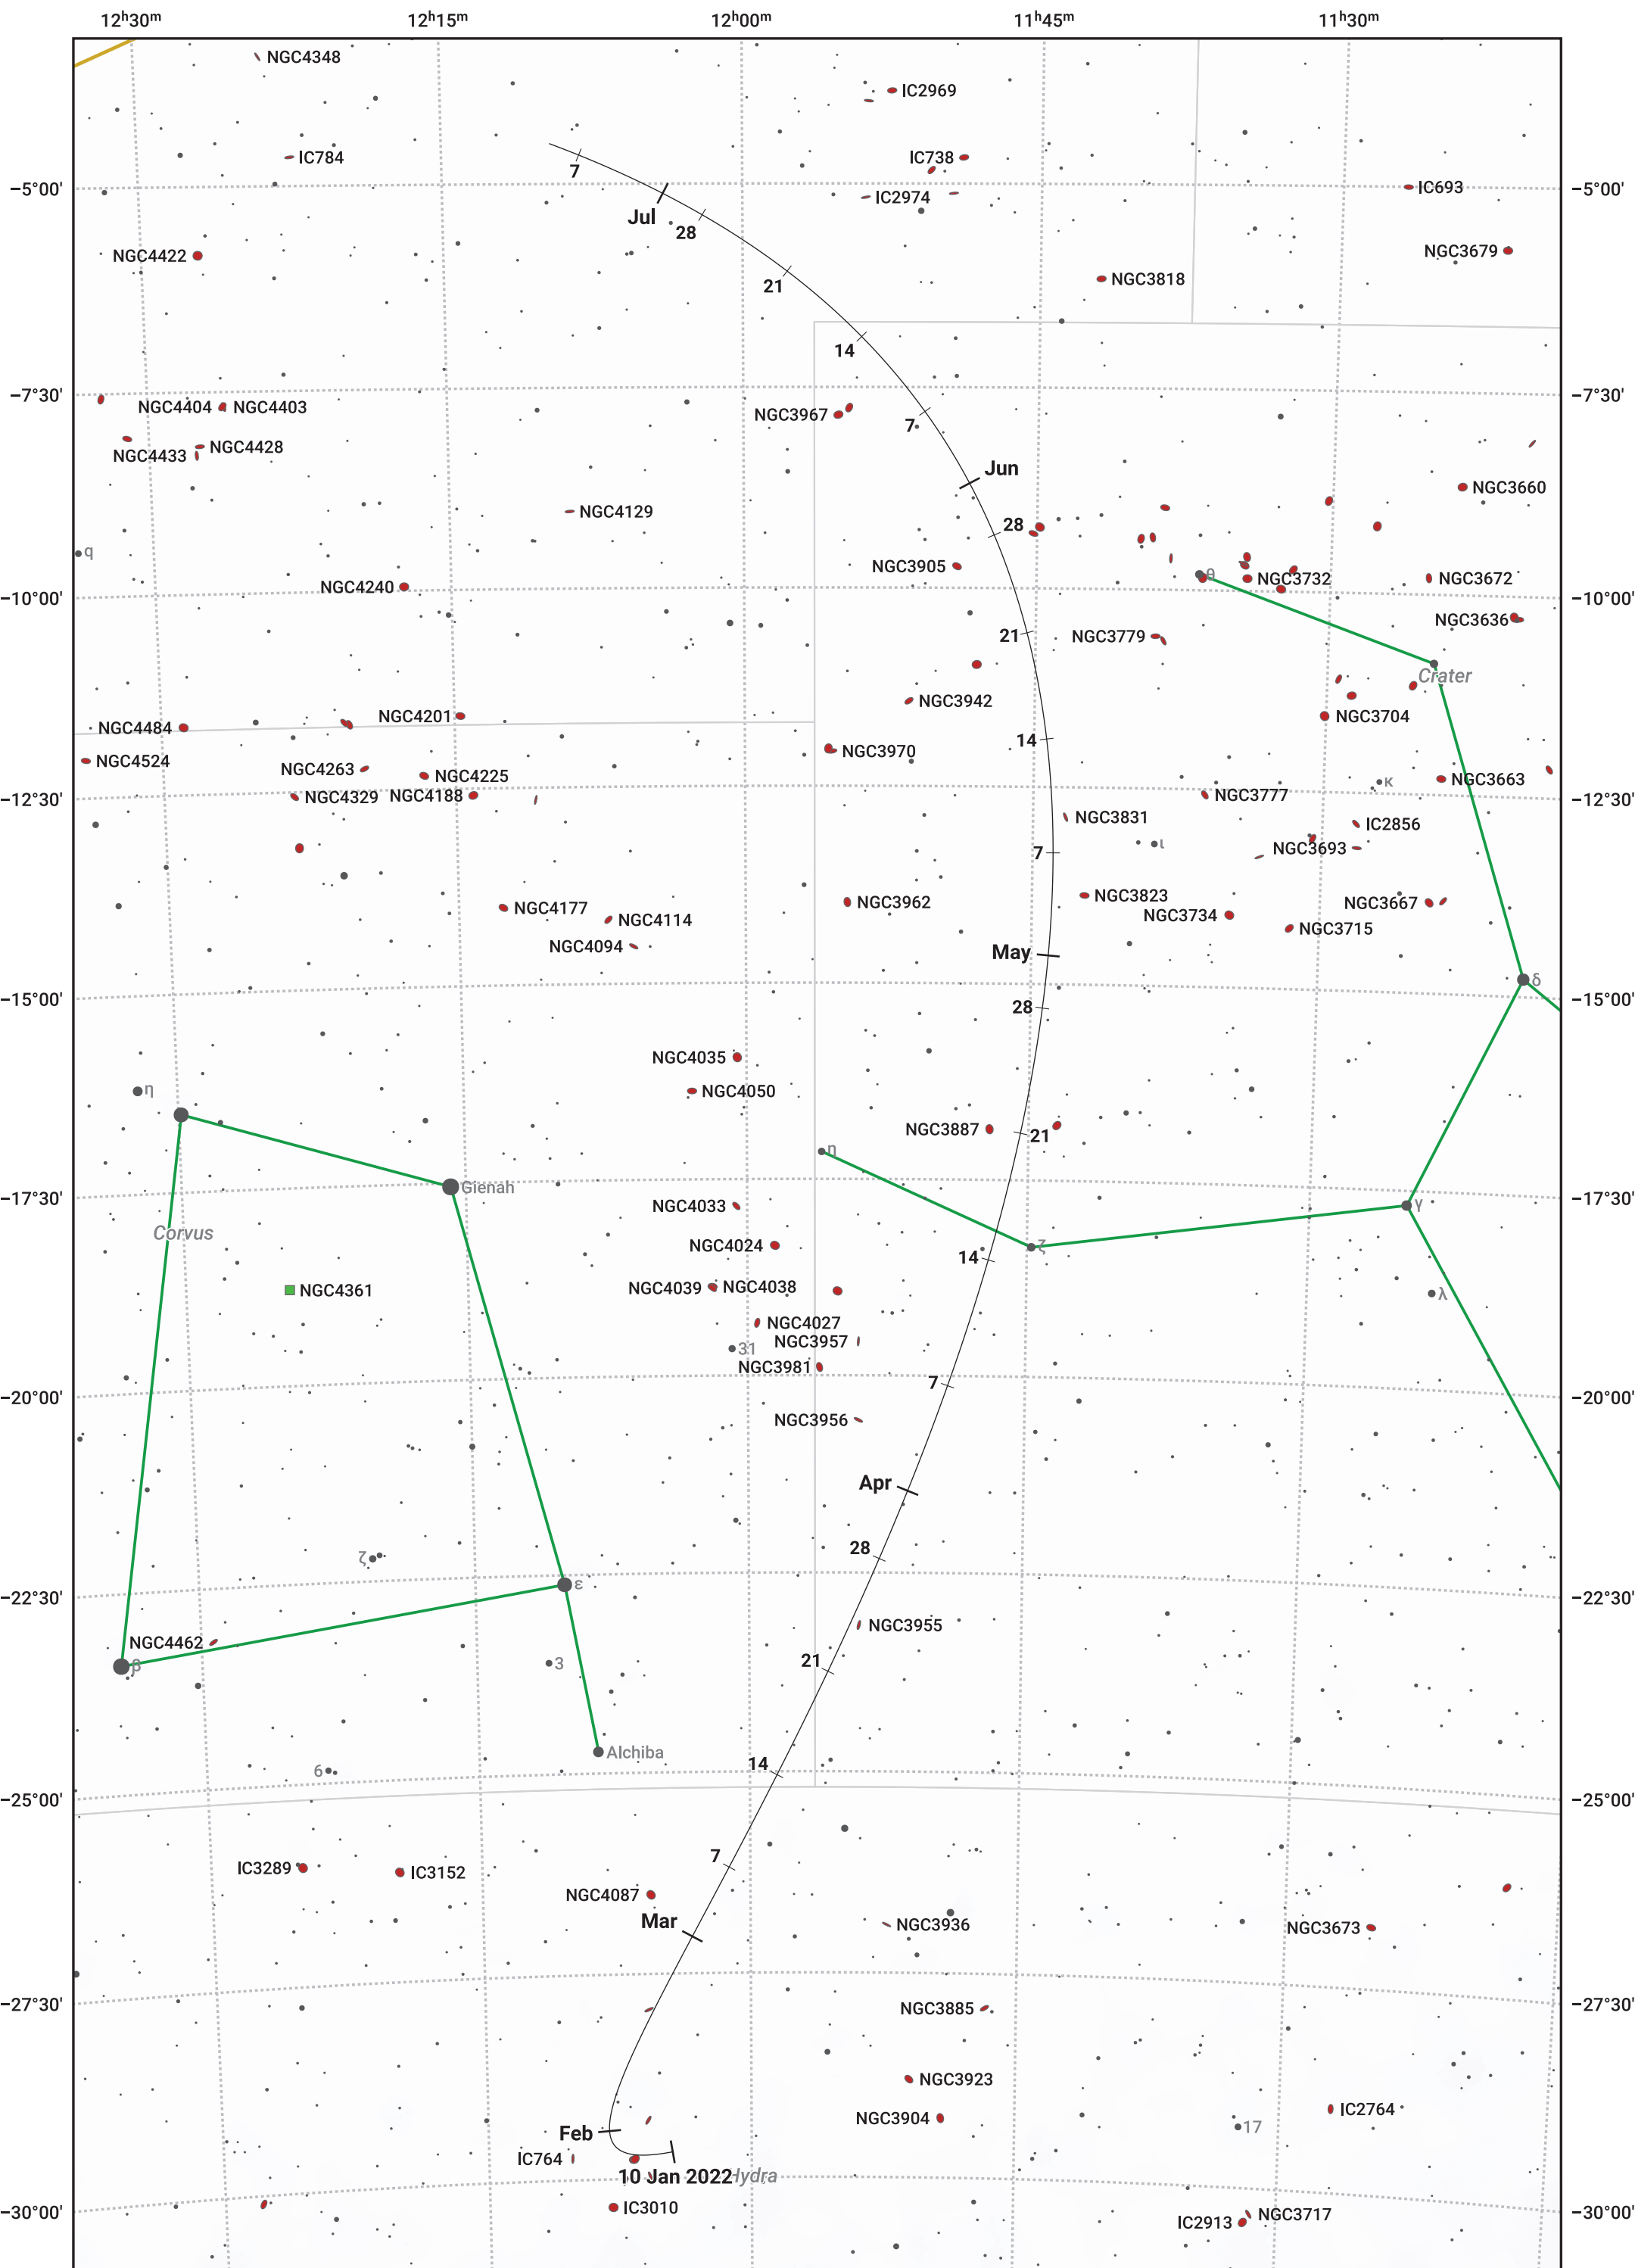 12h30m 12h15m 12h00m 11h45m 11h30m
NGC4348
IC2969
IC784
IC738
7
−5°00' IC2974 IC693 −5°00'
Jul
28
NGC4422 NGC3679
21 NGC3818
14
−7°30' −7°30'
NGC4404 NGC4403 NGC3967
7
NGC4433 NGC4428
Jun
NGC3660
NGC4129
28
q
NGC3905
θ
NGC3732 NGC3672
NGC4240
−10°00' −10°00'
NGC3636
21 NGC3779
Crater
NGC3942
NGC4201 NGC3704
NGC4484
14
NGC3970
NGC4524
NGC4263 NGC4225 NGC3663
κ
NGC4329 NGC4188 NGC3777
−12°30' −12°30'
NGC3831 IC2856
ι
NGC3693
7
NGC3823
NGC3962 NGC3667
NGC4177 NGC3734
NGC4114 NGC3715
NGC4094
May
δ
−15°00' −15°00'
28
NGC4035
η
NGC4050
NGC3887 21
η
Gienah
−17°30' −17°30'
NGC4033 γ
Corvus
NGC4024 ζ
14
NGC4039 NGC4038
NGC4361 λ
NGC4027
NGC3957
31
NGC3981
7
−20°00' −20°00'
NGC3956
Apr
28
ζ
ε
−22°30' −22°30'
NGC3955
NGC4462
β
3 21
Alchiba
14
6
−25°00' −25°00'
7
IC3289 IC3152
NGC4087
Mar NGC3936 NGC3673
−27°30' NGC3885 −27°30'
NGC3923
NGC3904 IC2764
17
Feb
IC764
10 Jan 2022 Hydra
IC3010
−30°00' NGC3717 −30°00'
IC2913